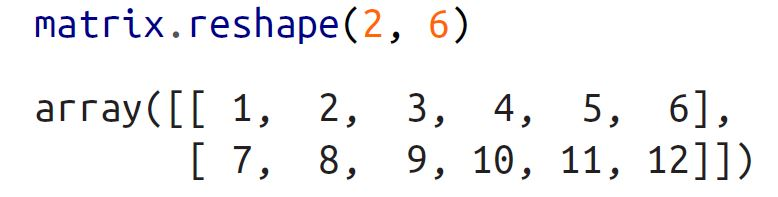 matrix.reshape(2, 6)
array([[ 1,  2,  3,  4,  5,  6],
       [ 7,  8,  9, 10, 11, 12]])